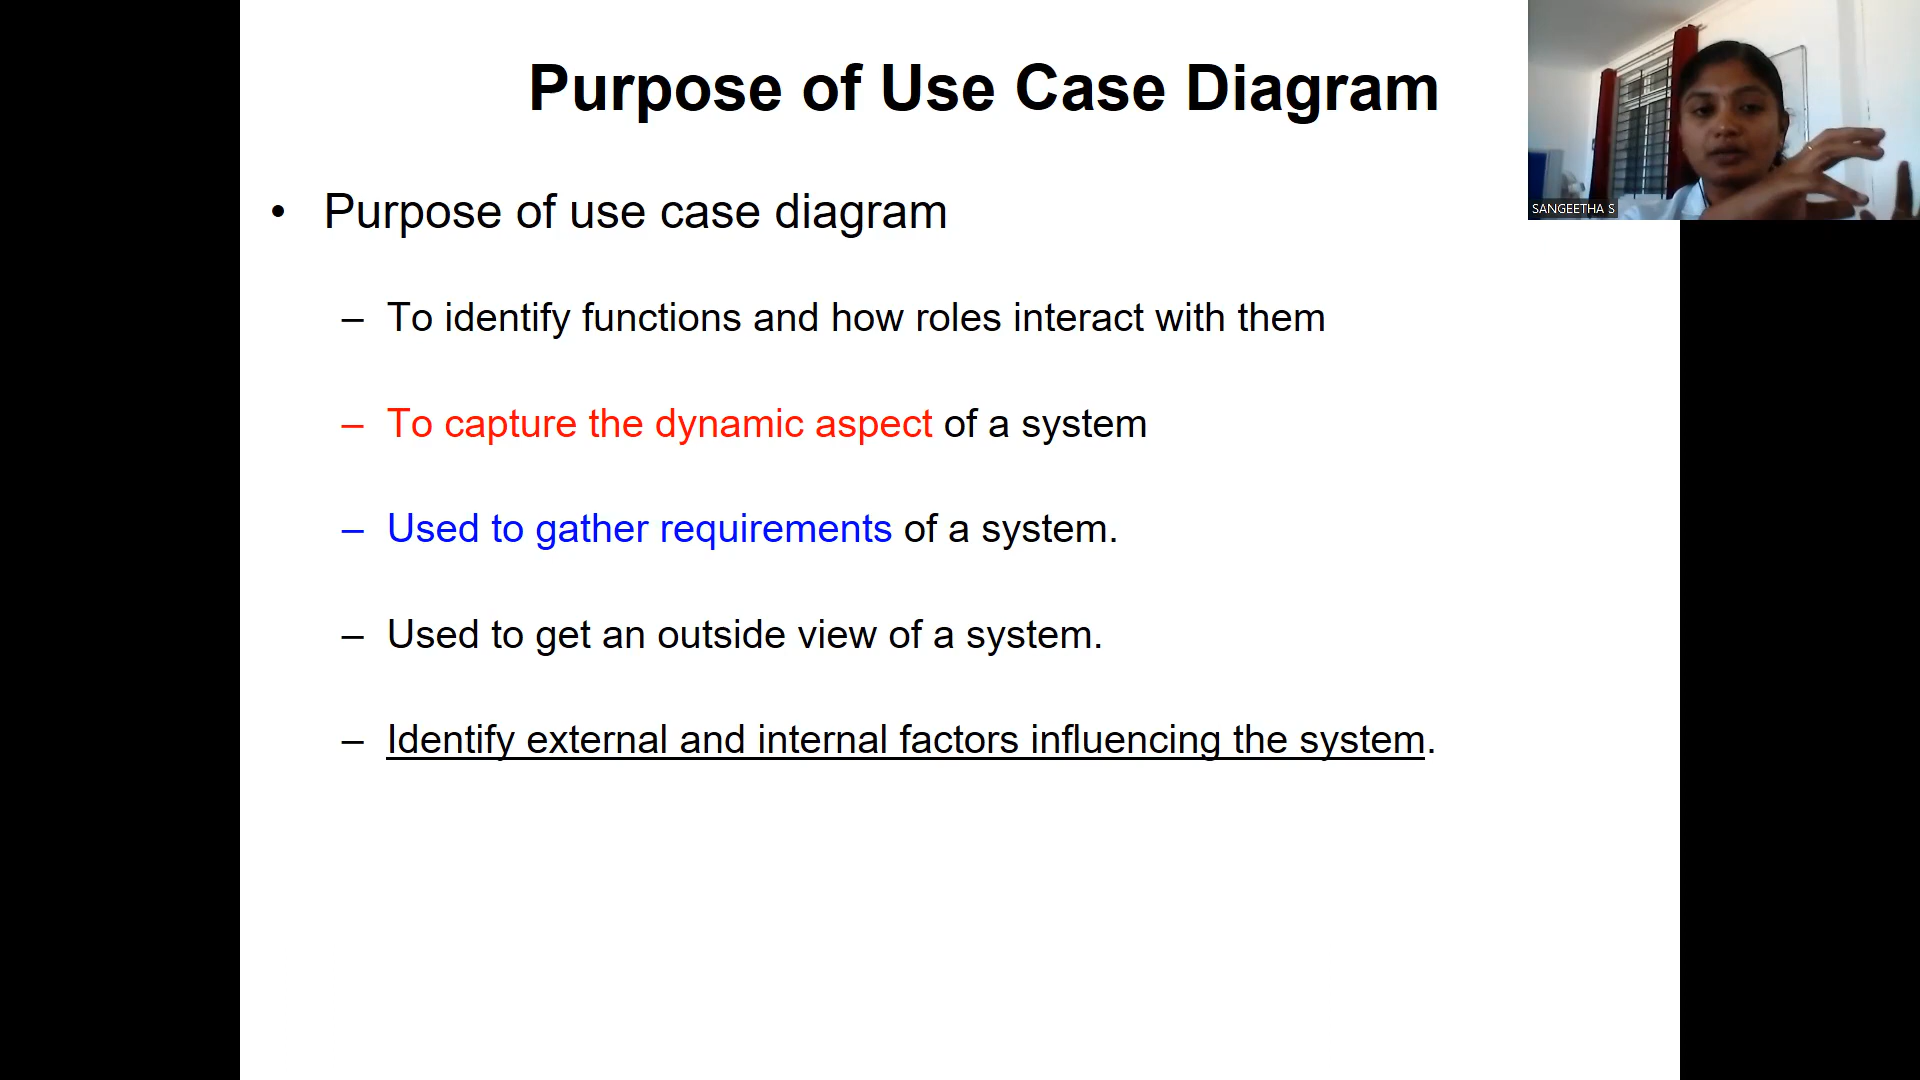 Purpose of Use Case Diagram
SANGEETHA S
• Purpose of use case diagram
– To identify functions and how roles interact with them
– To capture the dynamic aspect of a system
– Used to gather requirements of a system.
– Used to get an outside view of a system.
– Identify external and internal factors influencing the system.